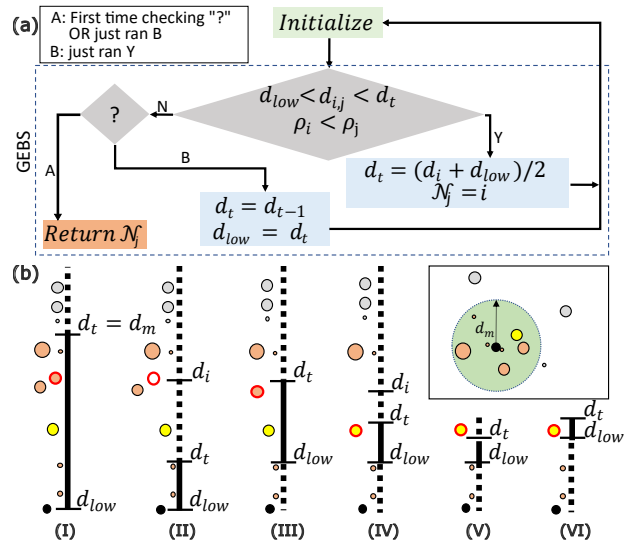 A: First time checking "?"
OR just ran B
B: just ran Y
(a)
Initialize
GEBS
d_low < d_i,j < d_t
ρ_i < ρ_j
?
N
Y
A
B
d_t = (d_i + d_low)/2
𝒩_j = i
d_t = d_t−1
d_low = d_t
Return 𝒩_j
(b)
d_t = d_m
d_low
(I)
d_i
d_t
d_low
(II)
d_t
d_low
(III)
d_i
d_t
d_low
(IV)
d_m
d_t
d_low
(V)
d_t
d_low
(VI)